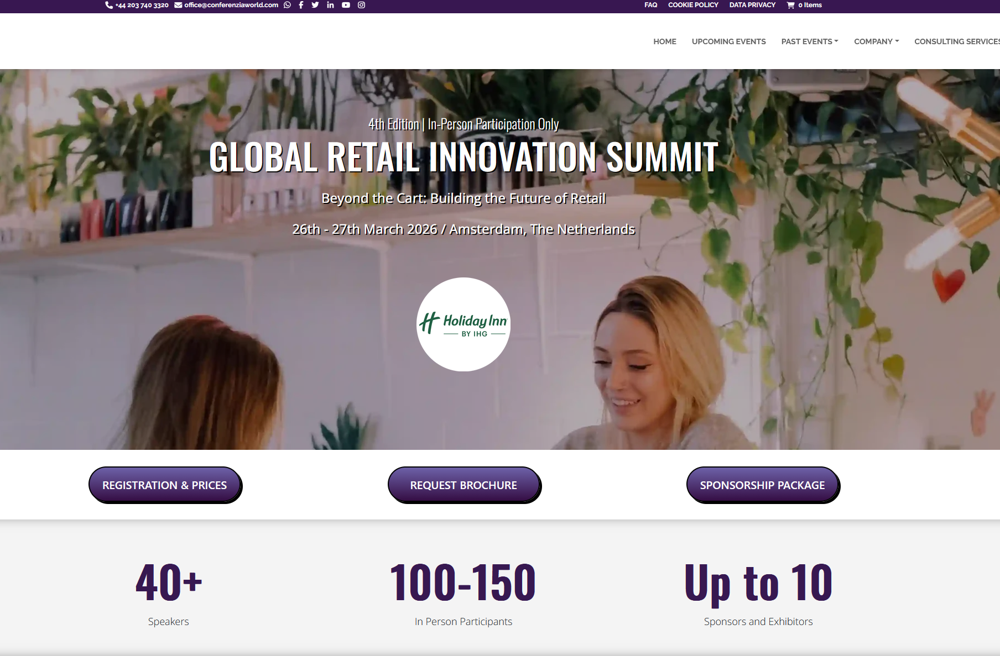 +44 203 740 3320 office@conferenziaworld.com
FAQ COOKIE POLICY DATA PRIVACY 0 Items
HOME UPCOMING EVENTS PAST EVENTS COMPANY CONSULTING SERVICES
4th Edition | In-Person Participation Only
GLOBAL RETAIL INNOVATION SUMMIT
Beyond the Cart: Building the Future of Retail
26th - 27th March 2026 / Amsterdam, The Netherlands
H Holiday Inn
BY IHG
REGISTRATION & PRICES
REQUEST BROCHURE
SPONSORSHIP PACKAGE
40+
Speakers
100-150
In Person Participants
Up to 10
Sponsors and Exhibitors